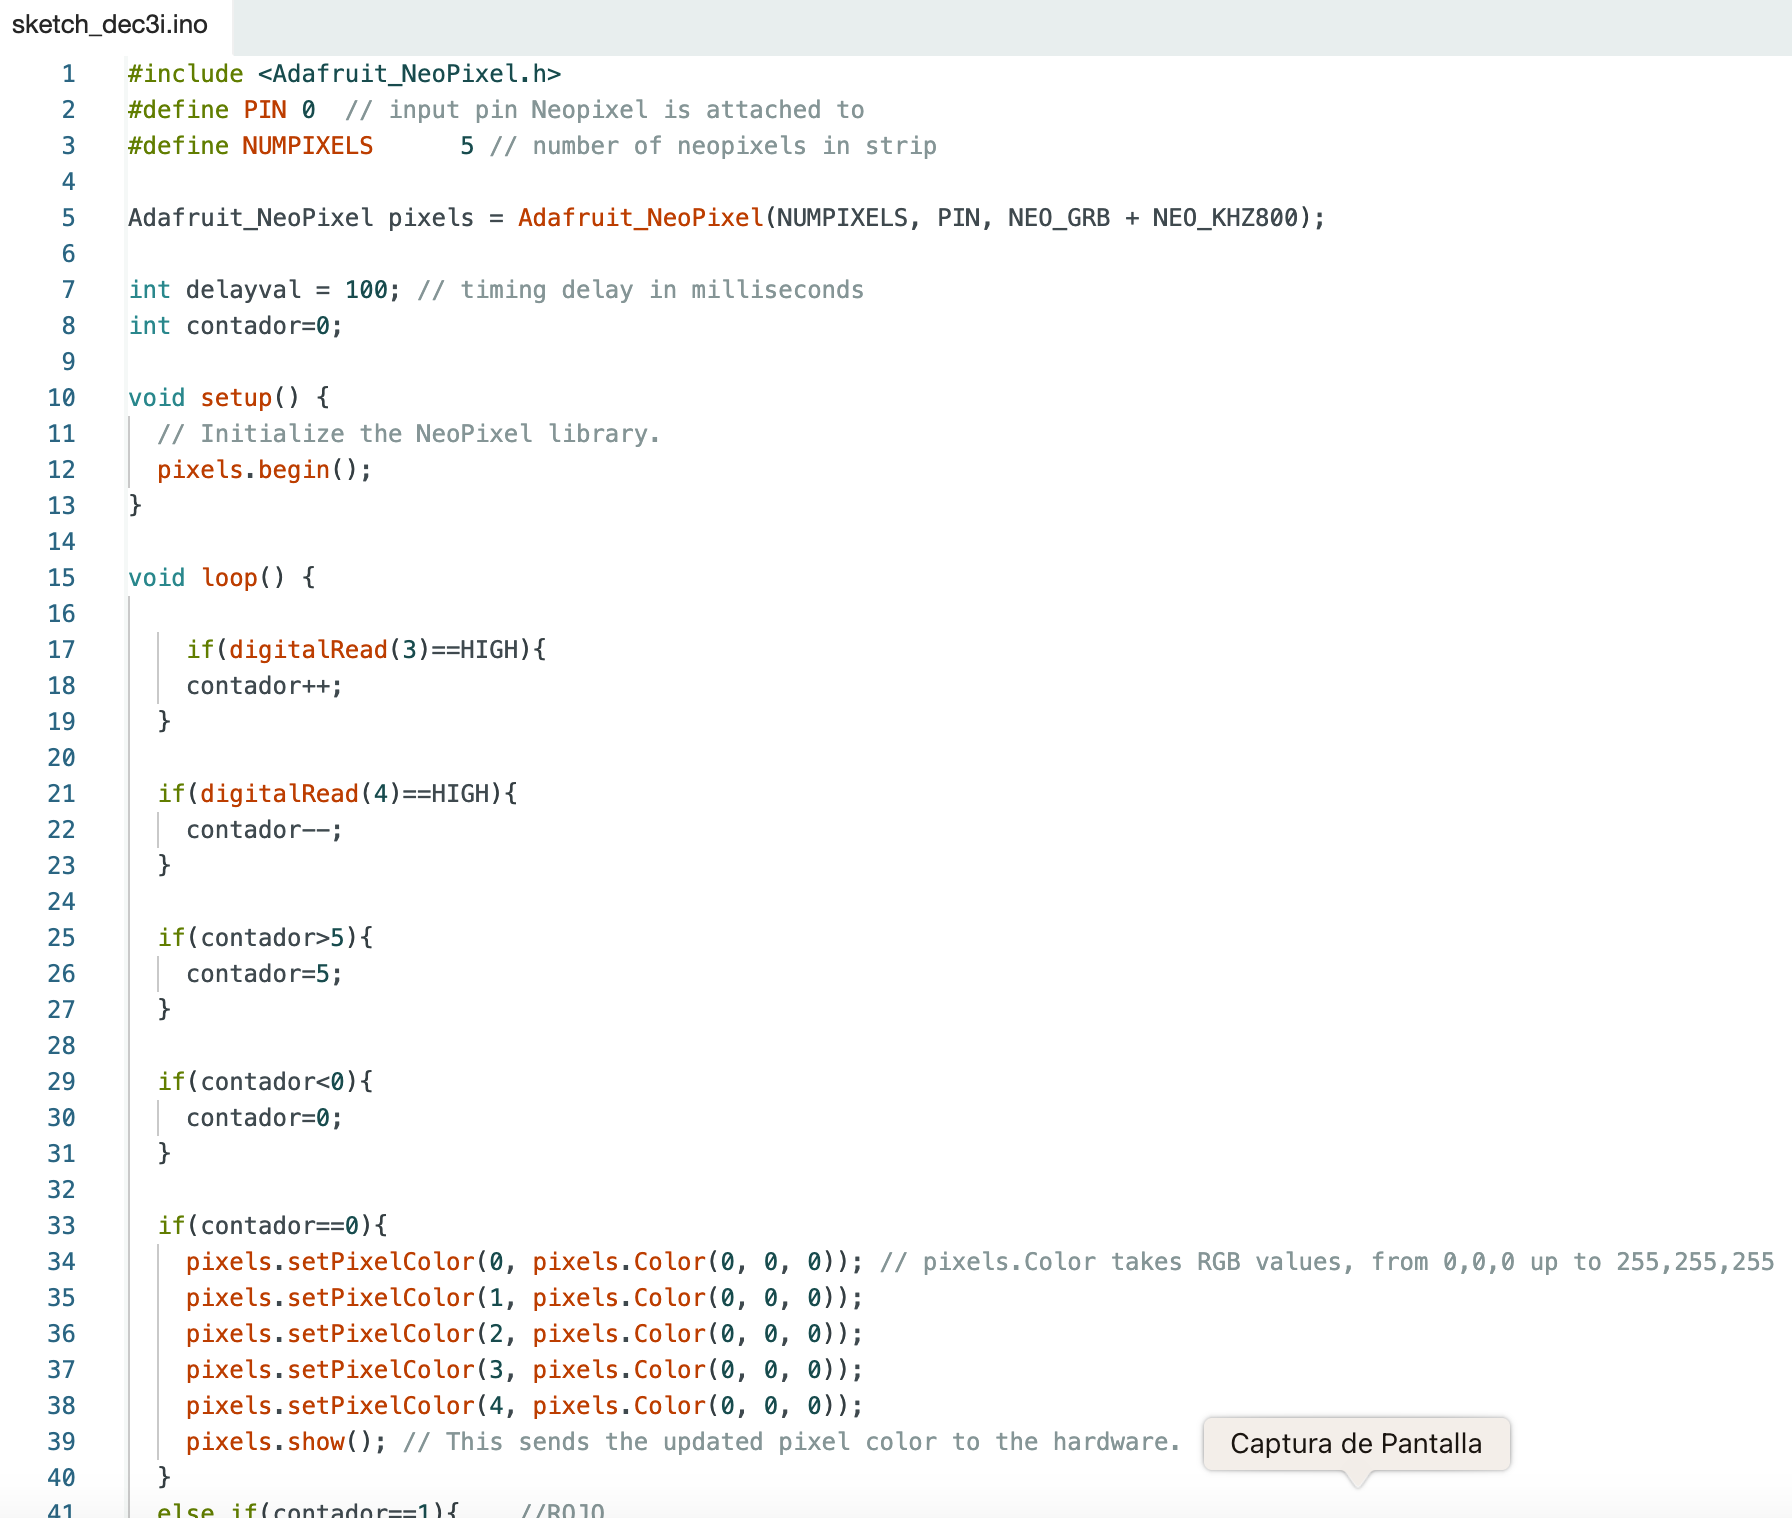 sketch_dec3i.ino
1 #include <Adafruit_NeoPixel.h>
2 #define PIN 0  // input pin Neopixel is attached to
3 #define NUMPIXELS      5 // number of neopixels in strip
4
5 Adafruit_NeoPixel pixels = Adafruit_NeoPixel(NUMPIXELS, PIN, NEO_GRB + NEO_KHZ800);
6
7 int delayval = 100; // timing delay in milliseconds
8 int contador=0;
9
10 void setup() {
11   // Initialize the NeoPixel library.
12   pixels.begin();
13 }
14
15 void loop() {
16
17     if(digitalRead(3)==HIGH){
18     contador++;
19   }
20
21   if(digitalRead(4)==HIGH){
22     contador--;
23   }
24
25   if(contador>5){
26     contador=5;
27   }
28
29   if(contador<0){
30     contador=0;
31   }
32
33   if(contador==0){
34     pixels.setPixelColor(0, pixels.Color(0, 0, 0)); // pixels.Color takes RGB values, from 0,0,0 up to 255,255,255
35     pixels.setPixelColor(1, pixels.Color(0, 0, 0));
36     pixels.setPixelColor(2, pixels.Color(0, 0, 0));
37     pixels.setPixelColor(3, pixels.Color(0, 0, 0));
38     pixels.setPixelColor(4, pixels.Color(0, 0, 0));
39     pixels.show(); // This sends the updated pixel color to the hardware.
Captura de Pantalla
40   }
41   else if(contador==1){    //ROJO